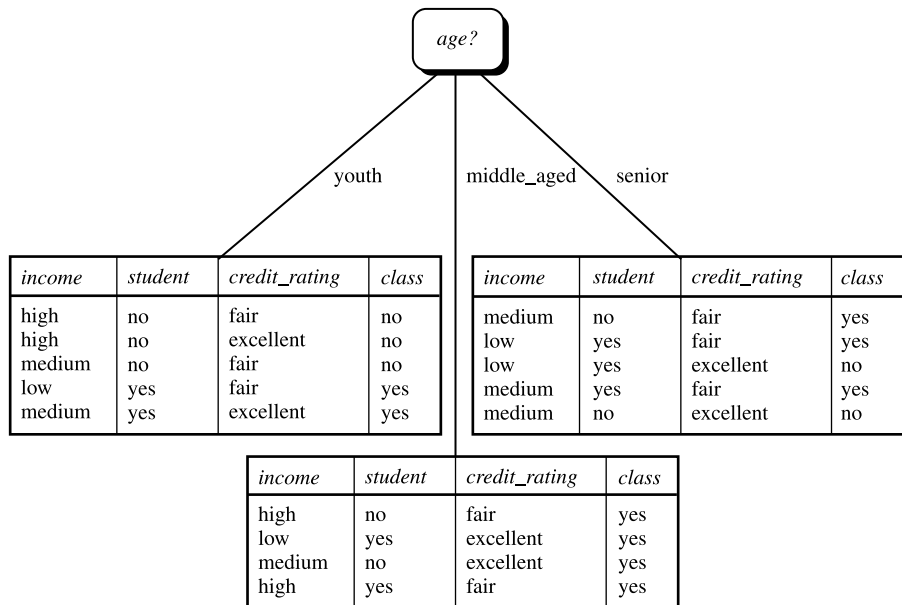 age?
youth
middle_aged
senior
income student credit_rating class
high no fair no
high no excellent no
medium no fair no
low yes fair yes
medium yes excellent yes
income student credit_rating class
medium no fair yes
low yes fair yes
low yes excellent no
medium yes fair yes
medium no excellent no
income student credit_rating class
high no fair yes
low yes excellent yes
medium no excellent yes
high yes fair yes